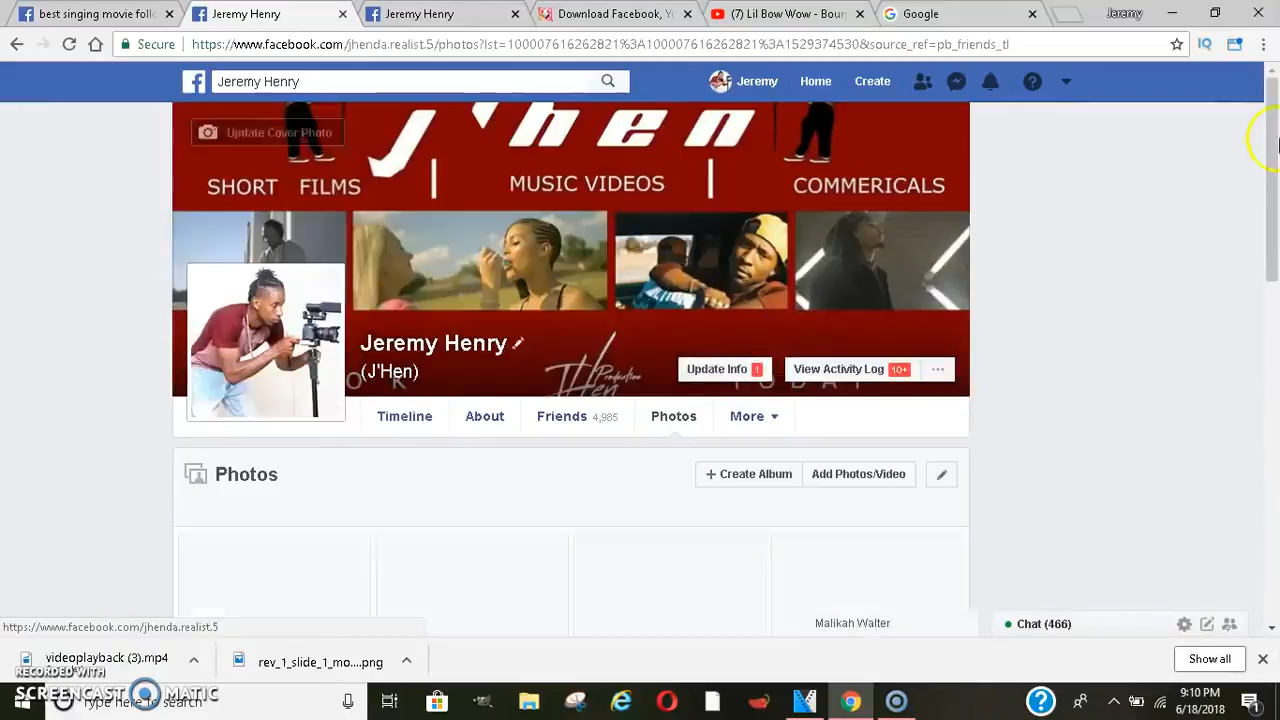 best singing movie follo
Jeremy Henry
Jeremy Henry
Download Facebook, Yo
(7) Lil Bow Wow - Boun
Google
Jeremy
Secure
https://www.facebook.com/jhenda.realist.5/photos?lst=100007616262821%3A100007616262821%3A1529374530&source_ref=pb_friends_tl
Jeremy Henry
Jeremy
Home
Create
Update Cover Photo
J'hen
SHORT FILMS | MUSIC VIDEOS | COMMERICALS
Jeremy Henry
(J'Hen)
Update Info 1
View Activity Log 10+
Timeline
About
Friends 4,985
Photos
More
Photos
+ Create Album
Add Photos/Video
Malikah Walter
https://www.facebook.com/jhenda.realist.5
Chat (466)
videoplayback (3).mp4
rev_1_slide_1_mo....png
Show all
RECORDED WITH
SCREENCAST MATIC
Type here to search
9:10 PM
6/18/2018